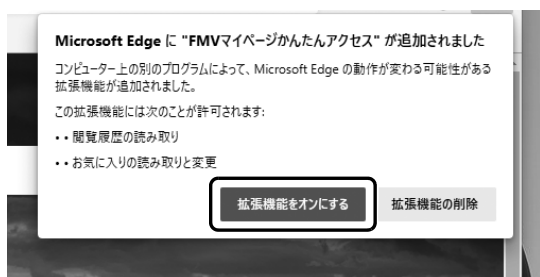 Microsoft Edge に "FMVマイページかんたんアクセス" が追加されました
コンピューター上の別のプログラムによって、Microsoft Edge の動作が変わる可能性がある
拡張機能が追加されました。
この拡張機能には次のことが許可されます:
• • 閲覧履歴の読み取り
• • お気に入りの読み取りと変更
拡張機能をオンにする 拡張機能の削除